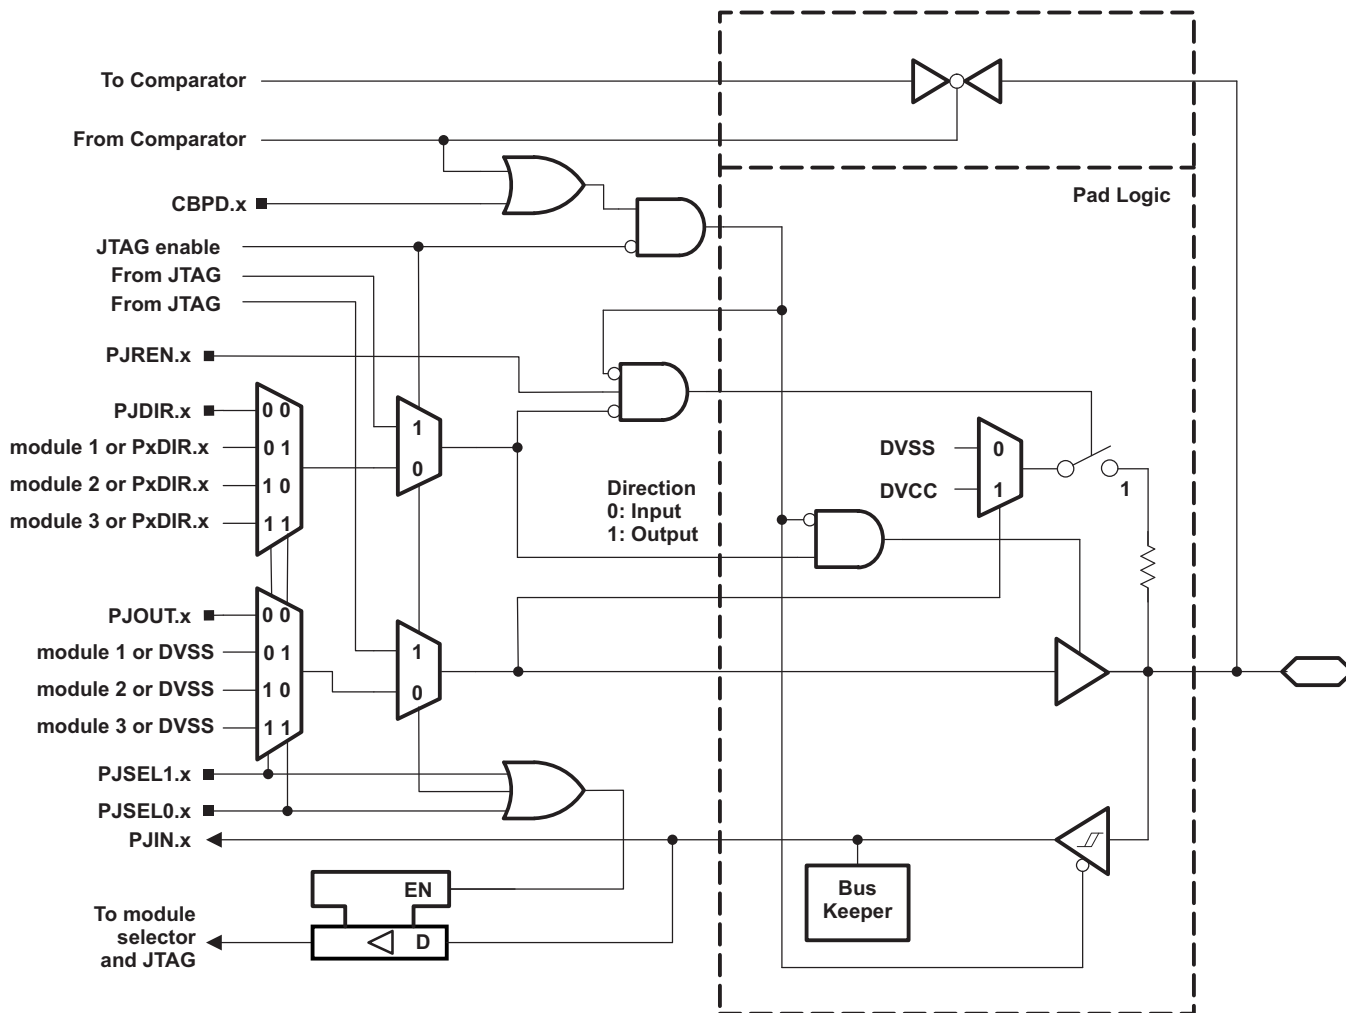 To Comparator
From Comparator
Pad Logic
CBPD.x
JTAG enable
From JTAG
From JTAG
PJREN.x
PJDIR.x
0 0
module 1 or PxDIR.x
0 1
module 2 or PxDIR.x
1 0
module 3 or PxDIR.x
1 1
1
0
DVSS
0
DVCC
1
1
Direction
0: Input
1: Output
PJOUT.x
0 0
module 1 or DVSS
0 1
module 2 or DVSS
1 0
module 3 or DVSS
1 1
1
0
PJSEL1.x
PJSEL0.x
PJIN.x
EN
D
Bus
Keeper
To module
selector
and JTAG